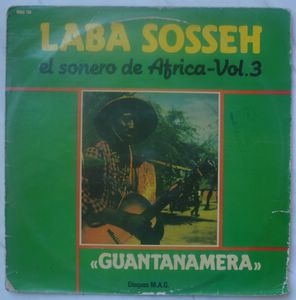 LABA SOSSEH
el sonero de Africa-Vol.3
«GUANTANAMERA»
Disques M.A.G.